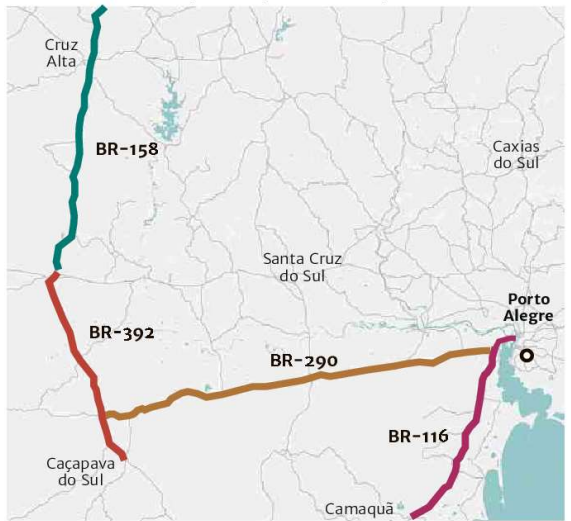 Cruz
Alta
BR-158
Caxias
do Sul
Santa Cruz
do Sul
Porto
Alegre
BR-392
BR-290
BR-116
Caçapava
do Sul
Camaquã